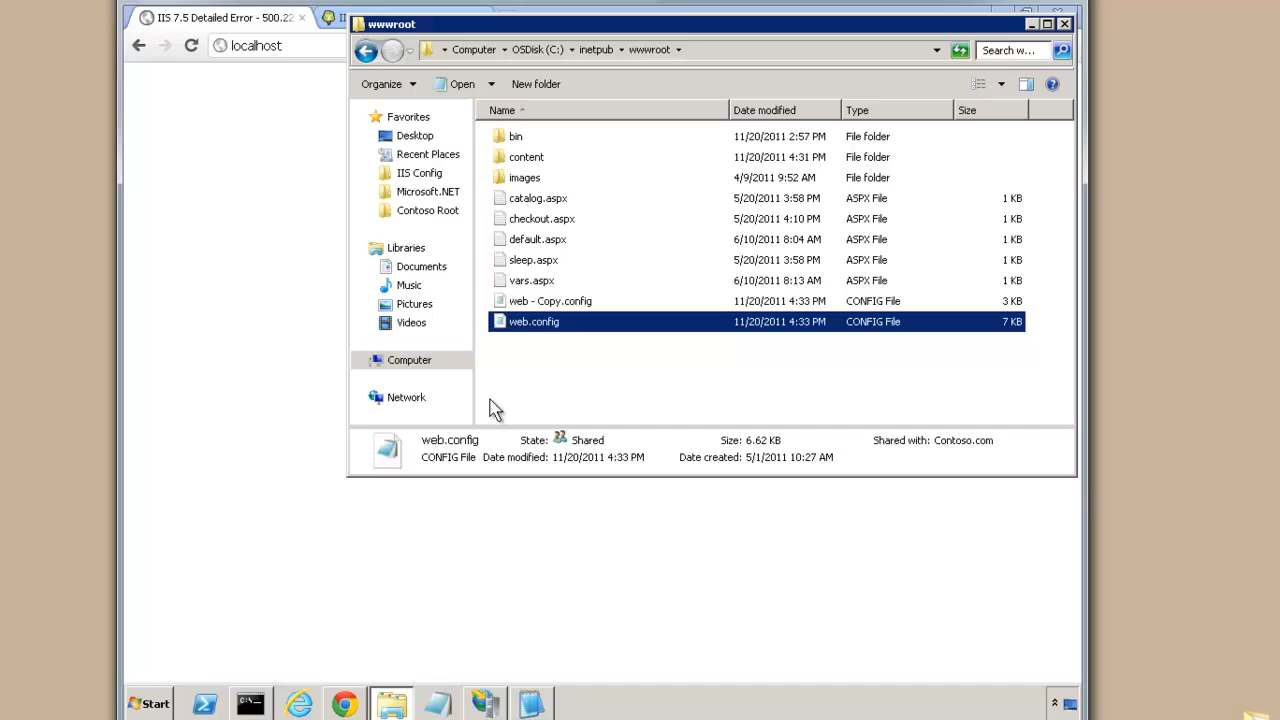 IIS 7.5 Detailed Error - 500.22
wwwroot
localhost
Computer OSDisk (C:) inetpub wwwroot
Search w...
Organize Open New folder
Name Date modified Type Size
Favorites
Desktop
Recent Places
IIS Config
Microsoft.NET
Contoso Root
Libraries
Documents
Music
Pictures
Videos
Computer
Network
bin 11/20/2011 2:57 PM File folder
content 11/20/2011 4:31 PM File folder
images 4/9/2011 9:52 AM File folder
catalog.aspx 5/20/2011 3:58 PM ASPX File 1 KB
checkout.aspx 5/20/2011 4:10 PM ASPX File 1 KB
default.aspx 6/10/2011 8:04 AM ASPX File 1 KB
sleep.aspx 5/20/2011 3:58 PM ASPX File 1 KB
vars.aspx 6/10/2011 8:13 AM ASPX File 1 KB
web - Copy.config 11/20/2011 4:33 PM CONFIG File 3 KB
web.config 11/20/2011 4:33 PM CONFIG File 7 KB
web.config State: Shared Size: 6.62 KB Shared with: Contoso.com
CONFIG File Date modified: 11/20/2011 4:33 PM Date created: 5/1/2011 10:27 AM
Start
C:\